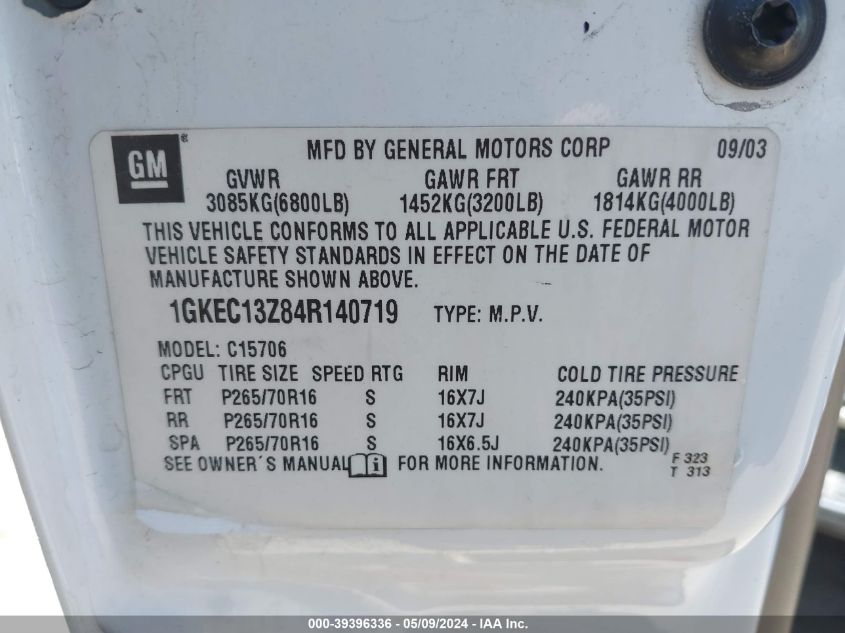 GM® MFD BY GENERAL MOTORS CORP 09/03
GVWR GAWR FRT GAWR RR
3085KG(6800LB) 1452KG(3200LB) 1814KG(4000LB)
THIS VEHICLE CONFORMS TO ALL APPLICABLE U.S. FEDERAL MOTOR
VEHICLE SAFETY STANDARDS IN EFFECT ON THE DATE OF
MANUFACTURE SHOWN ABOVE.
1GKEC13Z84R140719 TYPE: M.P.V.
MODEL: C15706
CPGU TIRE SIZE SPEED RTG RIM COLD TIRE PRESSURE
FRT P265/70R16 S 16X7J 240KPA(35PSI)
RR P265/70R16 S 16X7J 240KPA(35PSI)
SPA P265/70R16 S 16X6.5J 240KPA(35PSI)
SEE OWNER'S MANUAL i FOR MORE INFORMATION. F 323
T 313
000-39396336 - 05/09/2024 - IAA Inc.